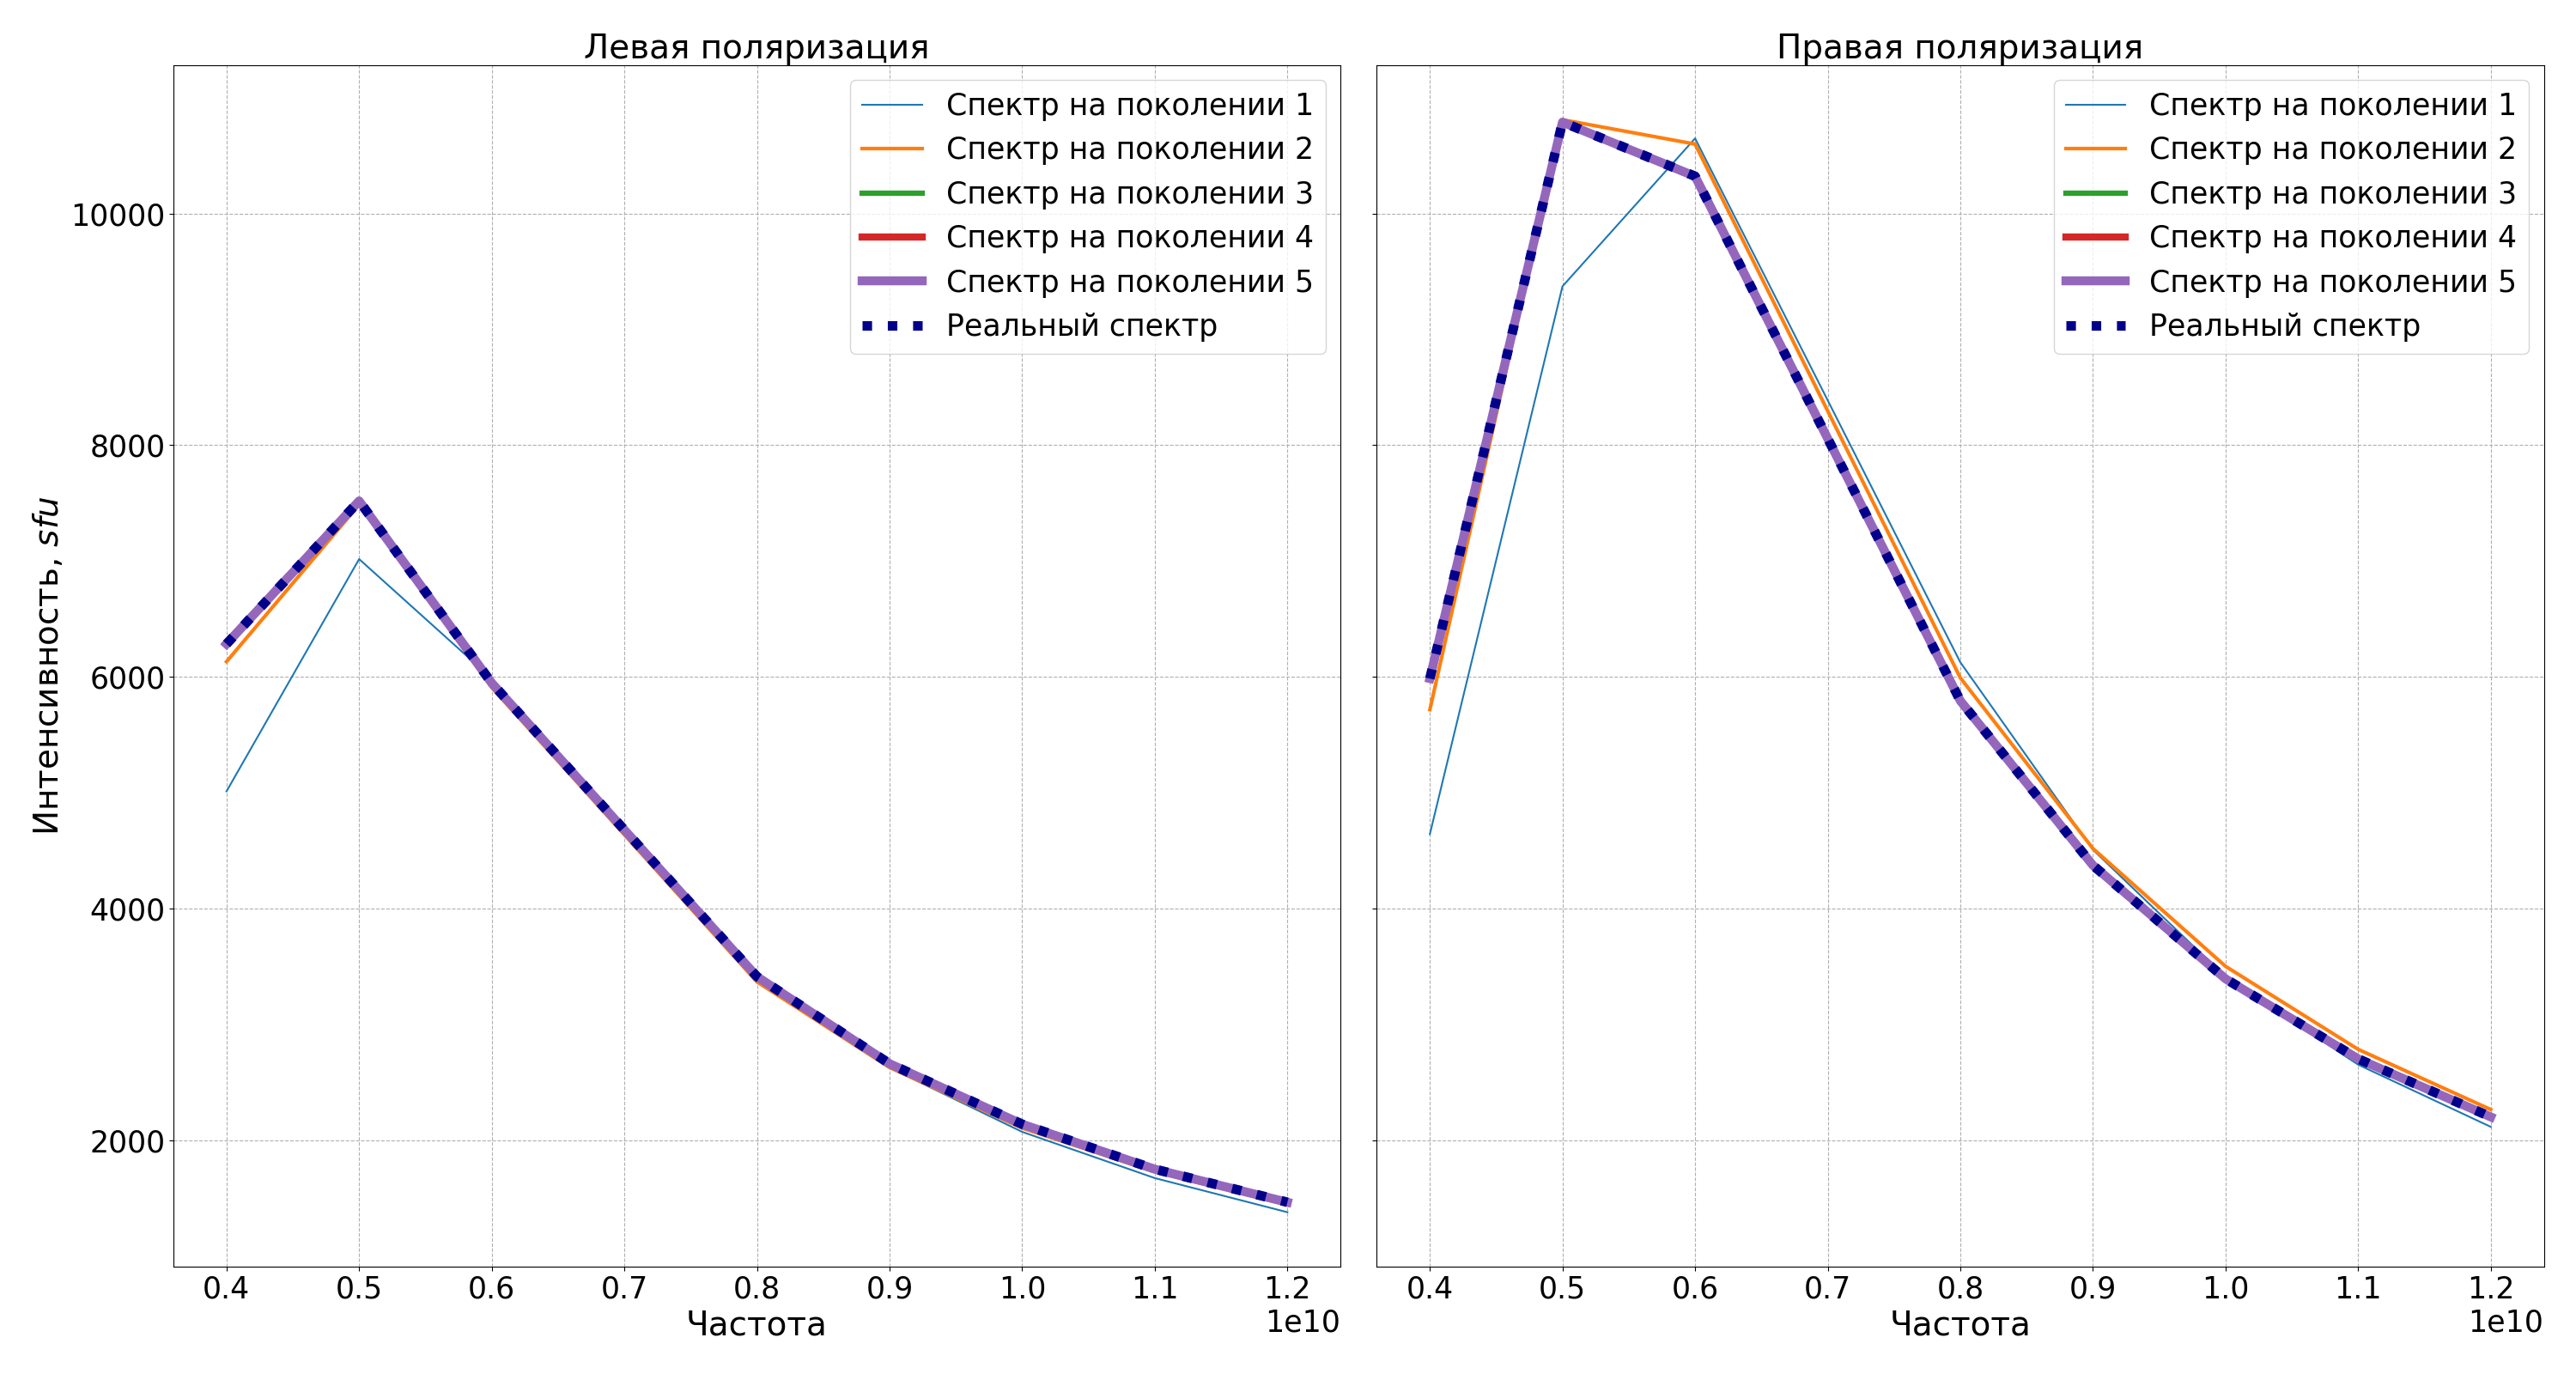 Левая поляризация
Спектр на поколении 1
Спектр на поколении 2
Спектр на поколении 3
Спектр на поколении 4
Спектр на поколении 5
Реальный спектр
Интенсивность, sfu
10000
8000
6000
4000
2000
0.4 0.5 0.6 0.7 0.8 0.9 1.0 1.1 1.2
1e10
Частота
Правая поляризация
Спектр на поколении 1
Спектр на поколении 2
Спектр на поколении 3
Спектр на поколении 4
Спектр на поколении 5
Реальный спектр
0.4 0.5 0.6 0.7 0.8 0.9 1.0 1.1 1.2
1e10
Частота